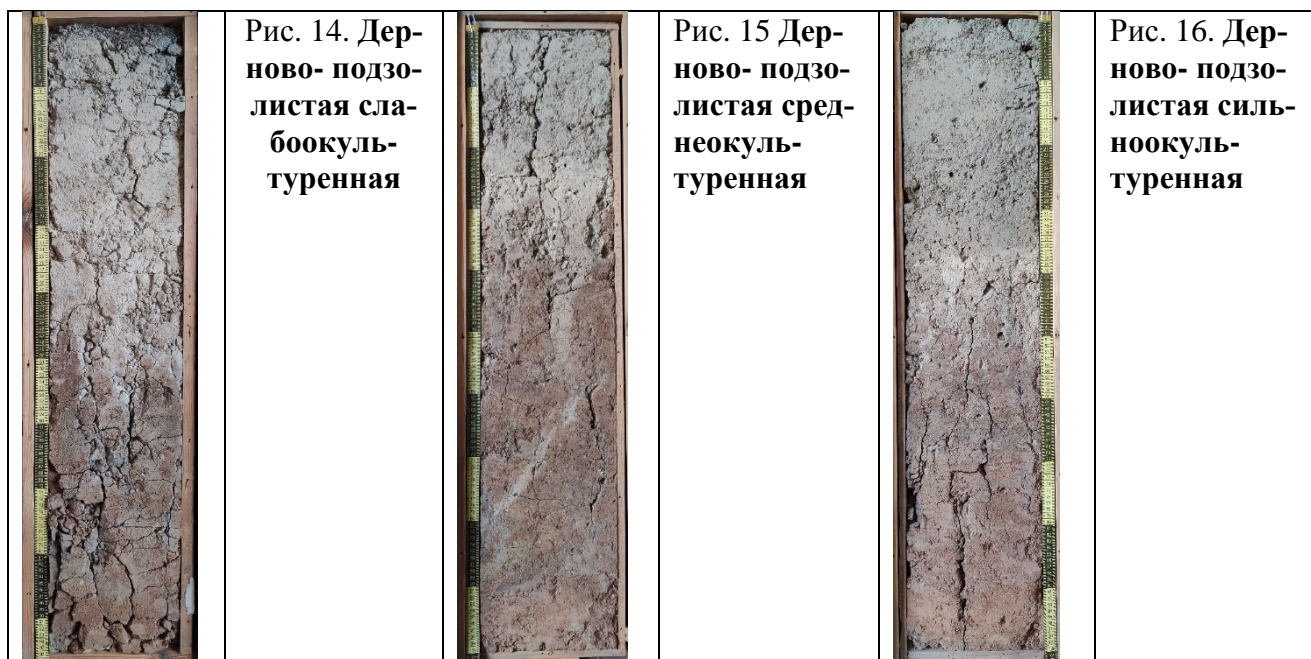 Рис. 14. Дер-
ново- подзо-
листая сла-
боокуль-
туренная
Рис. 15 Дер-
ново- подзо-
листая сред-
неокуль-
туренная
Рис. 16. Дер-
ново- подзо-
листая силь-
ноокуль-
туренная